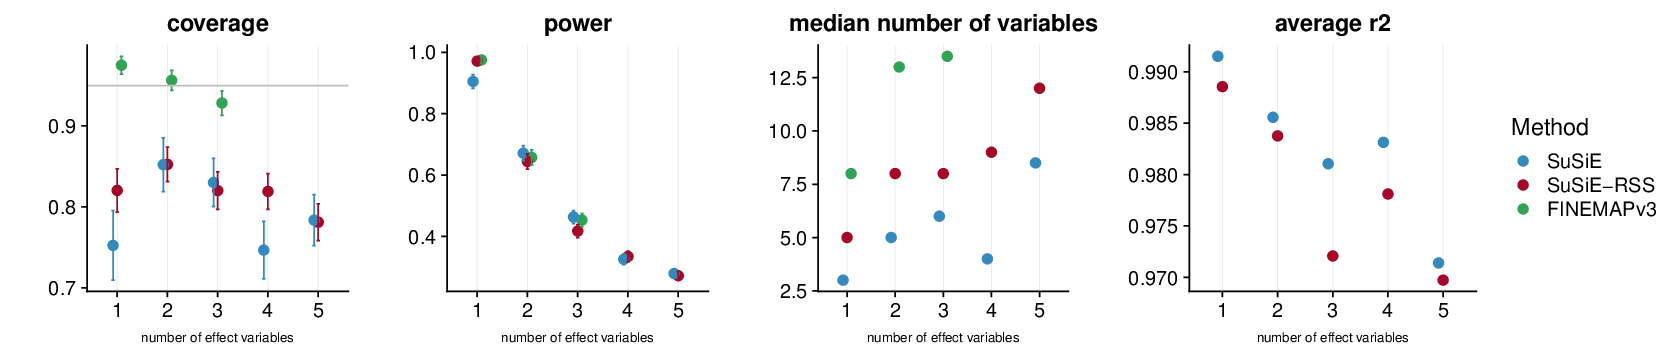 coverage
0.9
0.8
0.7
1 2 3 4 5
number of effect variables
power
1.0
0.8
0.6
0.4
1 2 3 4 5
number of effect variables
median number of variables
12.5
10.0
7.5
5.0
2.5
1 2 3 4 5
number of effect variables
average r2
0.990
0.985
0.980
0.975
0.970
1 2 3 4 5
number of effect variables
Method
SuSiE
SuSiE−RSS
FINEMAPv3